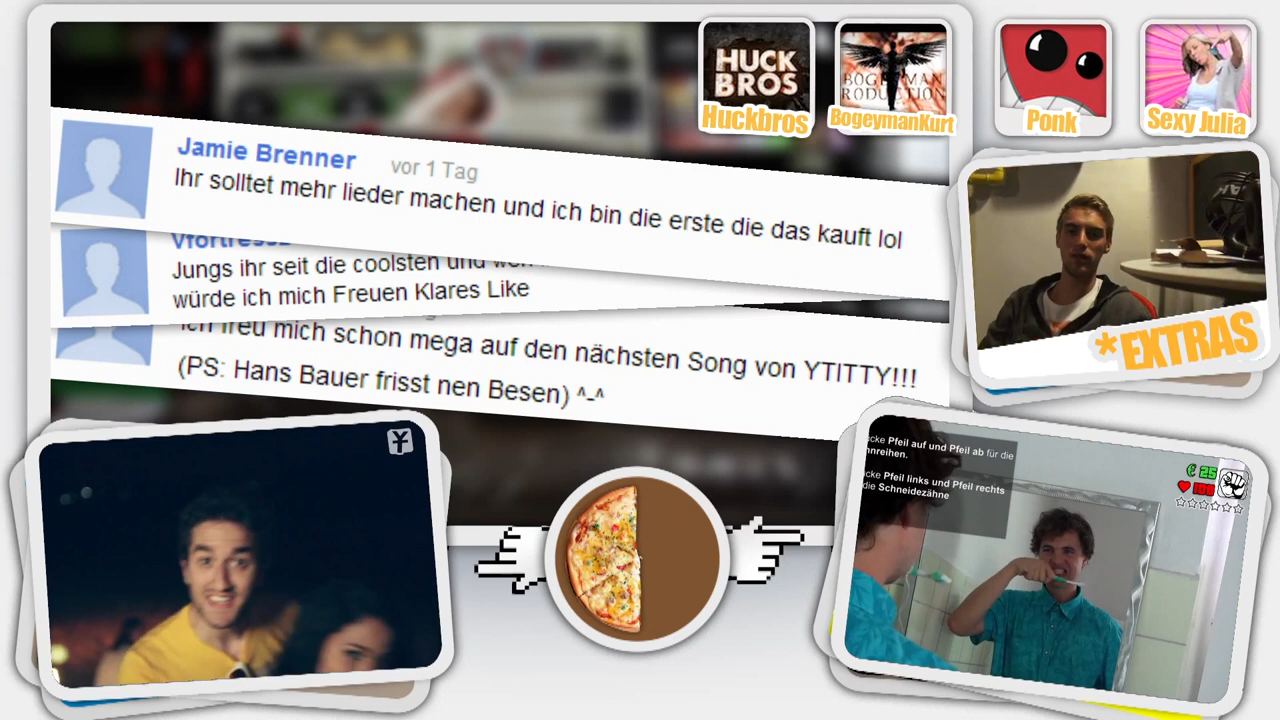 HUCK
BROS
Huckbros
BogeymanKurt
Ponk
Sexy Julia
Jamie Brenner vor 1 Tag
Ihr solltet mehr lieder machen und ich bin die erste die das kauft lol
Jungs ihr seit die coolsten und
würde ich mich Freuen Klares Like
Ich freu mich schon mega auf den nächsten Song von YTITTY!!!
(PS: Hans Bauer frisst nen Besen) ^-^
*EXTRAS
Pfeil auf und Pfeil ab für die
Pfeil links und Pfeil rechts
die Schneidezähne
€ 25